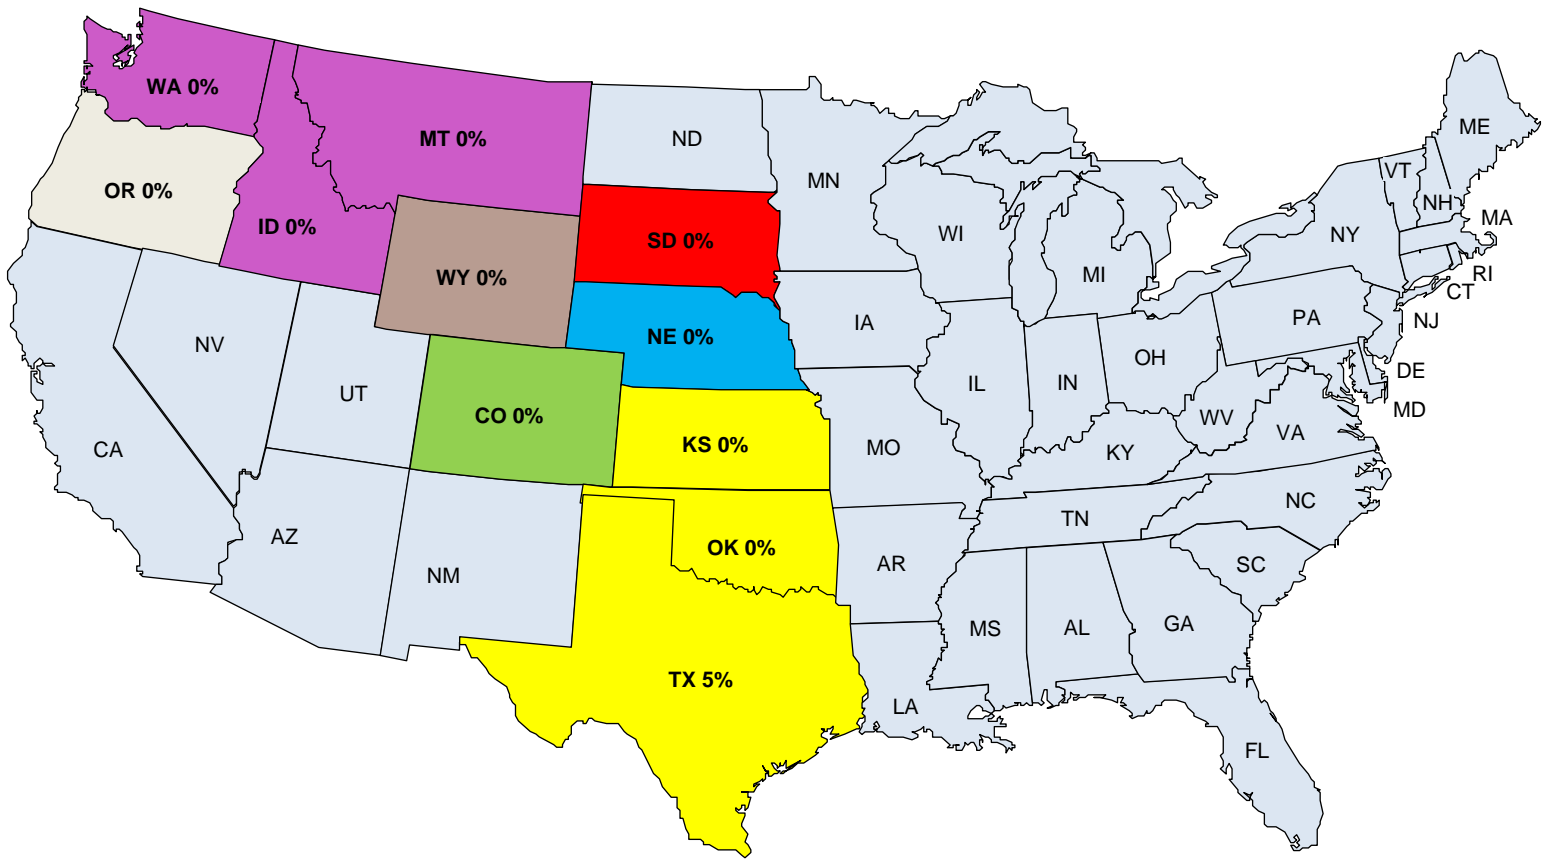 WA 0%
MT 0%
ND
ME
OR 0%
MN
VT
NH
MA
ID 0%
SD 0%
WI
NY
WY 0%
MI
RI
CT
NE 0%
IA
PA
NJ
NV
OH
UT
IL
IN
DE
CO 0%
MD
KS 0%
WV
VA
CA
MO
KY
NC
AZ
OK 0%
TN
NM
AR
SC
MS
AL
GA
TX 5%
LA
FL